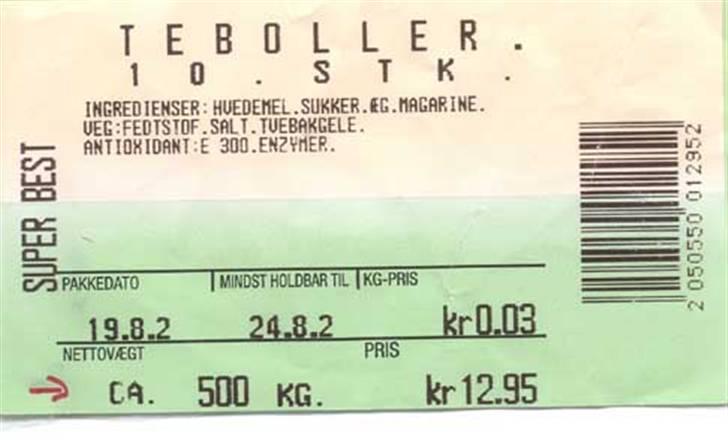 TEBOLLER.
10.STK.
INGREDIENSER:HVEDEMEL.SUKKER.ÆG.MAGARINE.
VEG:FEDTSTOF.SALT.TVEBAKGELE.
ANTIOXIDANT:E 300.ENZYMER.
SUPER BEST
2 050550 012952
PAKKEDATO MINDST HOLDBAR TIL KG-PRIS
19.8.2 24.8.2 kr0.03
NETTOVÆGT PRIS
CA. 500 KG. kr12.95